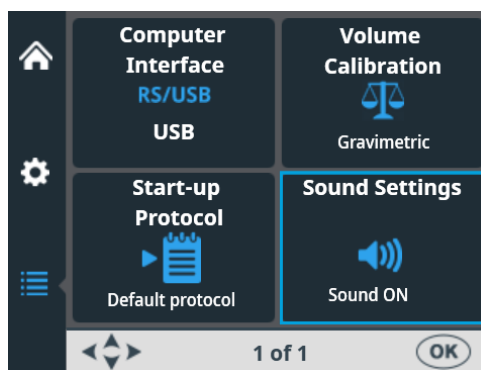 Computer
Interface
RS/USB
USB
Volume
Calibration
Gravimetric
Start-up
Protocol
Default protocol
Sound Settings
Sound ON
1 of 1
OK